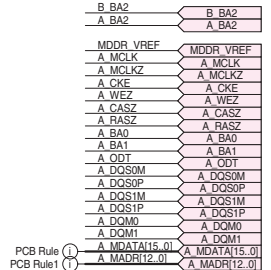 B_BA2 B_BA2
A_BA2 A_BA2
MDDR_VREF MDDR_VREF
A_MCLK A_MCLK
A_MCLKZ A_MCLKZ
A_CKE A_CKE
A_WEZ A_WEZ
A_CASZ A_CASZ
A_RASZ A_RASZ
A_BA0 A_BA0
A_BA1 A_BA1
A_ODT A_ODT
A_DQS0M A_DQS0M
A_DQS0P A_DQS0P
A_DQS1M A_DQS1M
A_DQS1P A_DQS1P
A_DQM0 A_DQM0
A_DQM1 A_DQM1
PCB Rule i A_MDATA[15..0] A_MDATA[15..0]
PCB Rule1 i A_MADR[12..0] A_MADR[12..0]